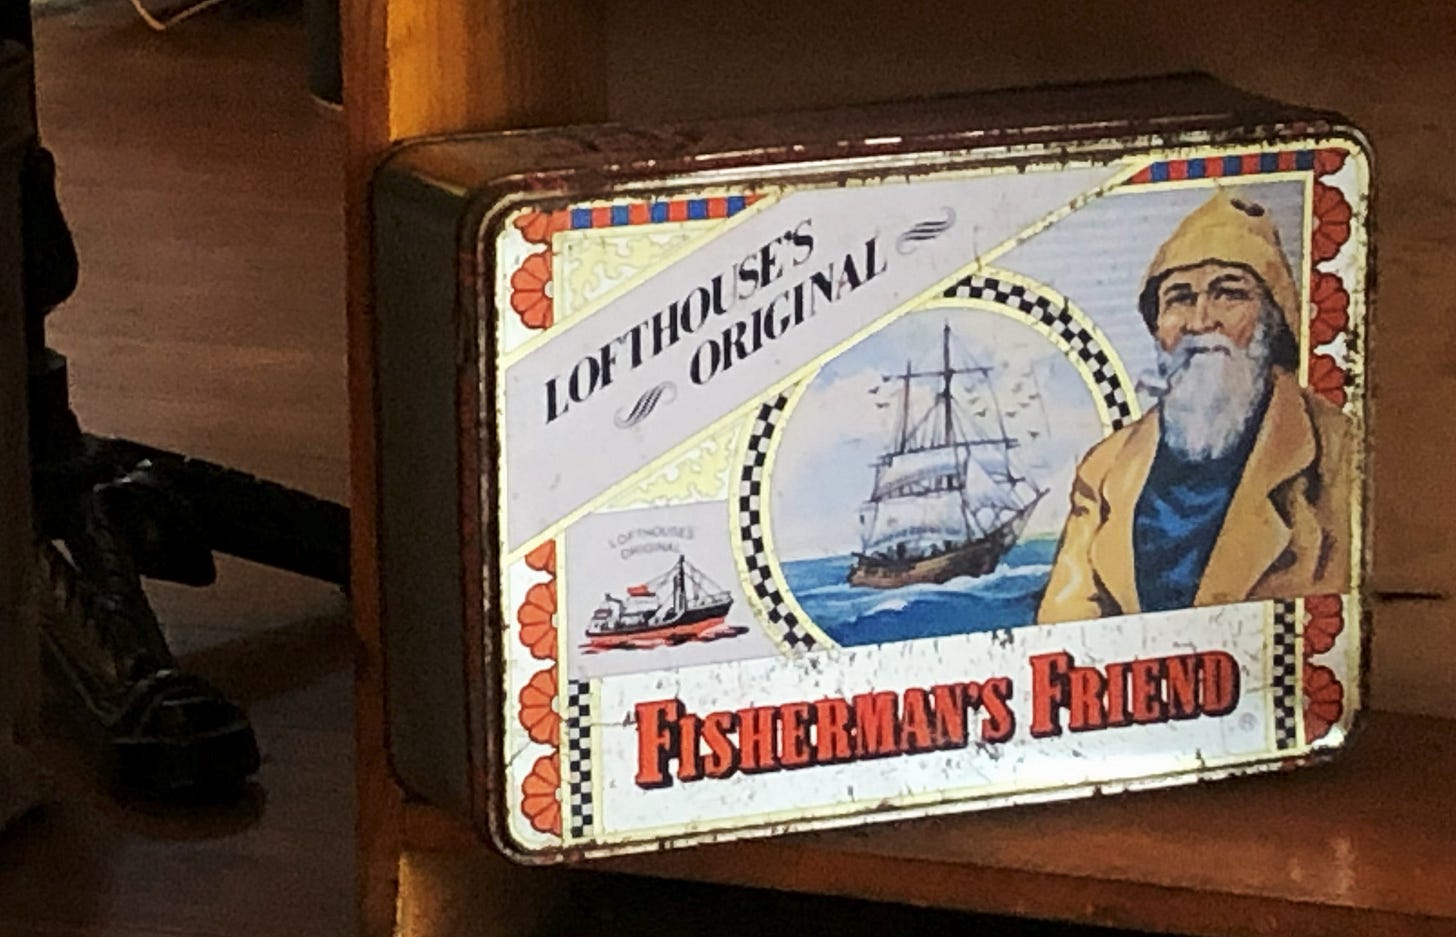 LOFTHOUSE'S
ORIGINAL
LOFTHOUSE'S
ORIGINAL
FISHERMAN'S FRIEND
®